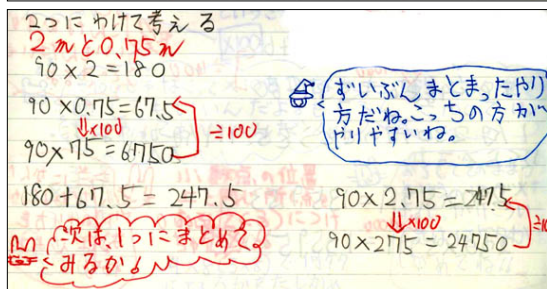 2つにわけて考える
2mと0.75m
90×2=180
90×0.75=67.5
⇓×100
÷100
90×75=6750
180+67.5=247.5
次は、1つにまとめて
みるから
ずいぶんまとまったやり
方だね。こっちの方が
やりやすいね。
90×2.75=247.5
⇓×100
90×275=24750